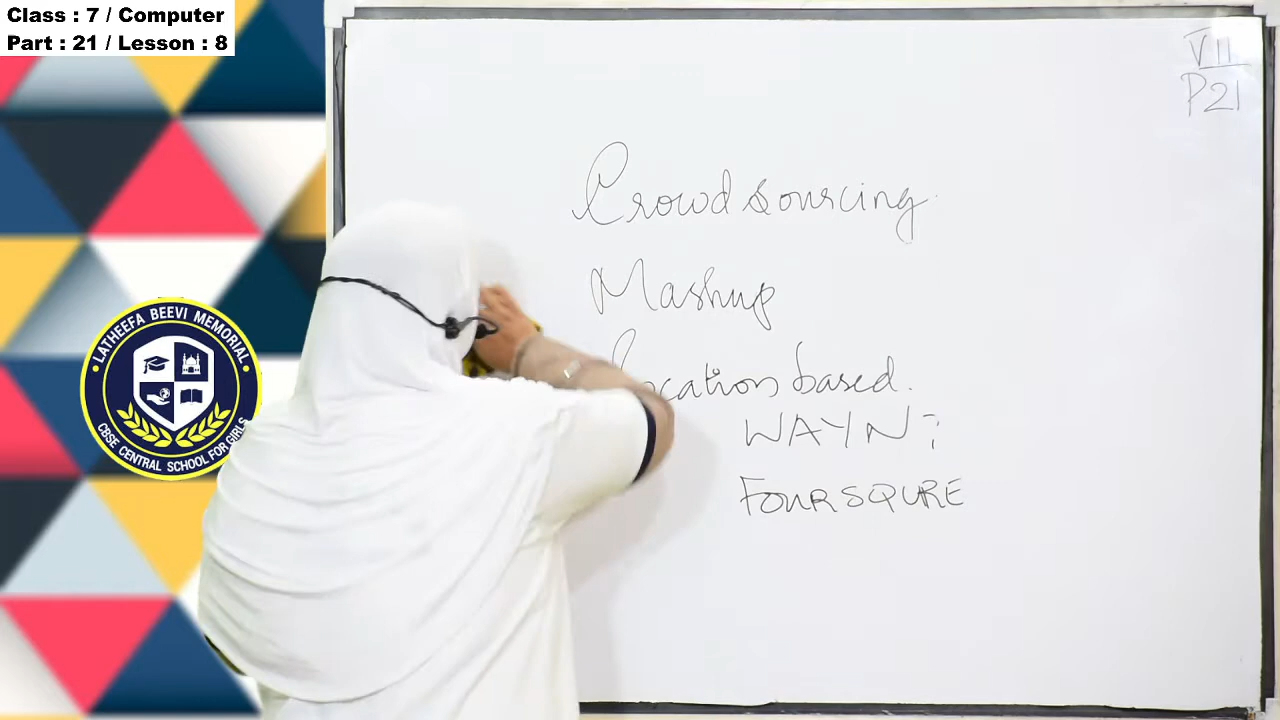 Class : 7 / Computer
Part : 21 / Lesson : 8
VII
P21
Crowdsourcing
Mashup
Location based.
WAYN ;
FOURSQURE
LATHEEFA BEEVI MEMORIAL
CBSE CENTRAL SCHOOL FOR GIRLS